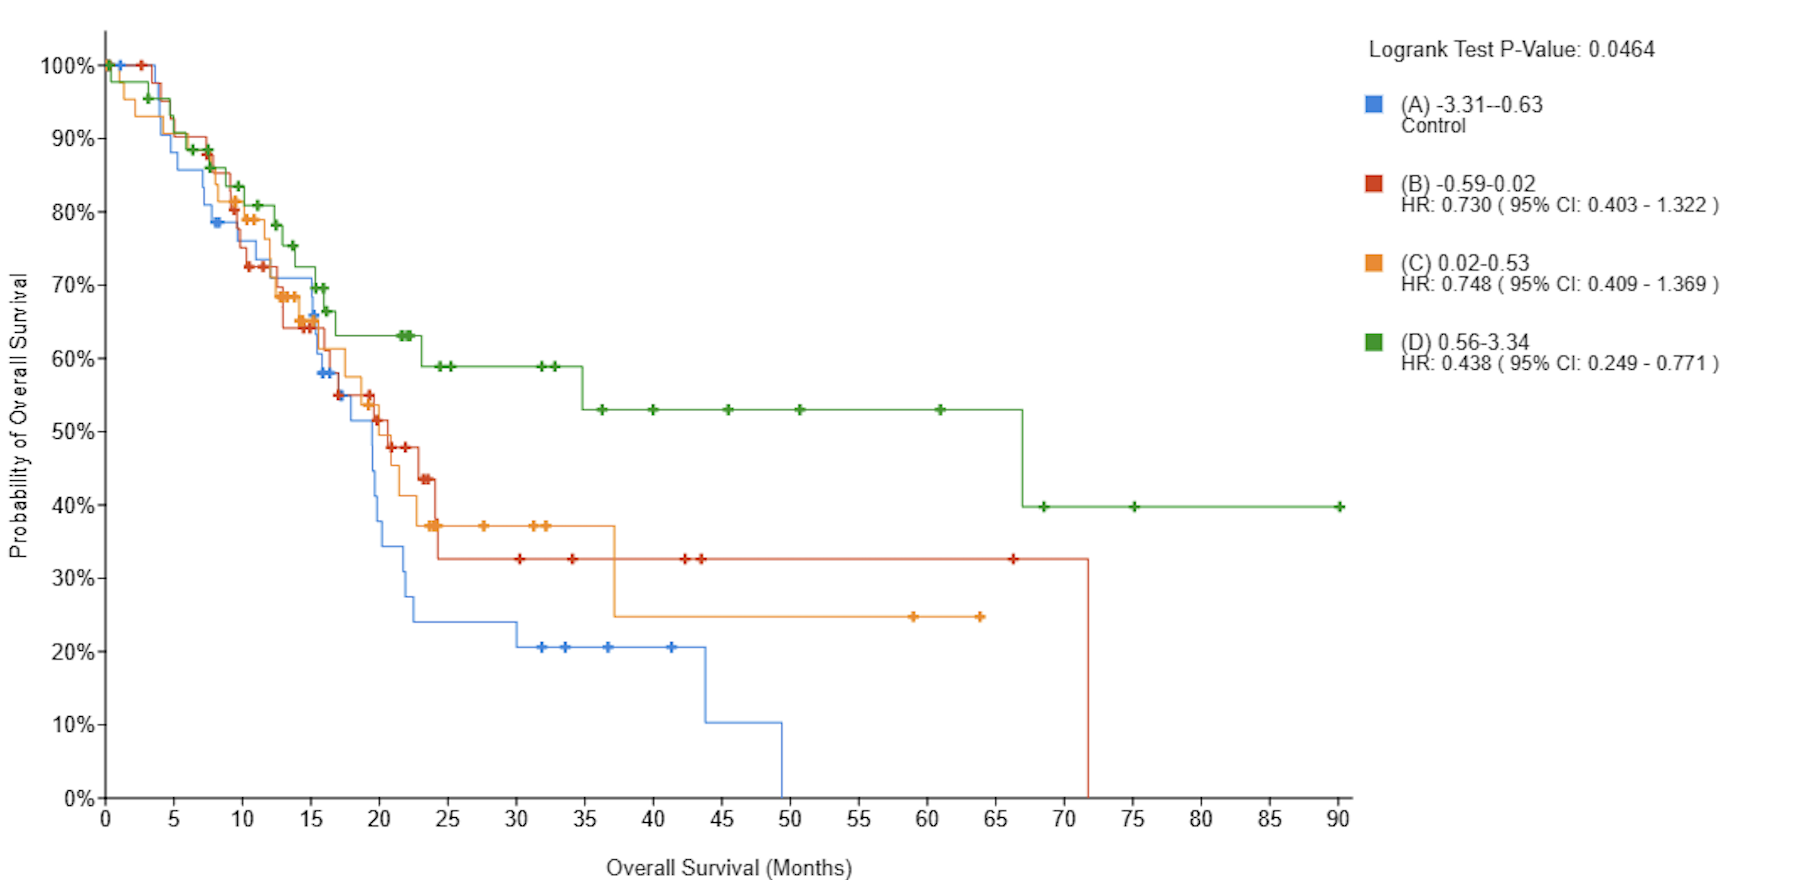 Logrank Test P-Value: 0.0464
(A) -3.31--0.63
Control
(B) -0.59-0.02
HR: 0.730 ( 95% CI: 0.403 - 1.322 )
(C) 0.02-0.53
HR: 0.748 ( 95% CI: 0.409 - 1.369 )
(D) 0.56-3.34
HR: 0.438 ( 95% CI: 0.249 - 0.771 )
Probability of Overall Survival
100%
90%
80%
70%
60%
50%
40%
30%
20%
10%
0%
0 5 10 15 20 25 30 35 40 45 50 55 60 65 70 75 80 85 90
Overall Survival (Months)